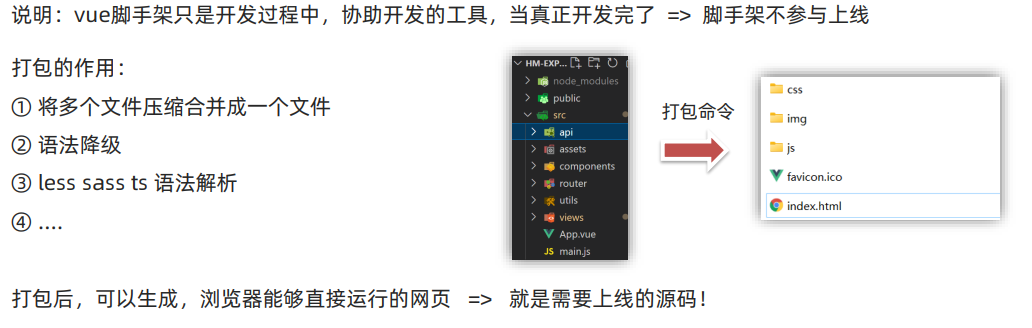 说明：vue脚手架只是开发过程中，协助开发的工具，当真正开发完了 => 脚手架不参与上线
打包的作用：
① 将多个文件压缩合并成一个文件
② 语法降级
③ less sass ts 语法解析
④ ....
HM-EXP...
node_modules
public
src
api
assets
components
router
utils
views
App.vue
JS main.js
打包命令
css
img
js
favicon.ico
index.html
打包后，可以生成，浏览器能够直接运行的网页 => 就是需要上线的源码！